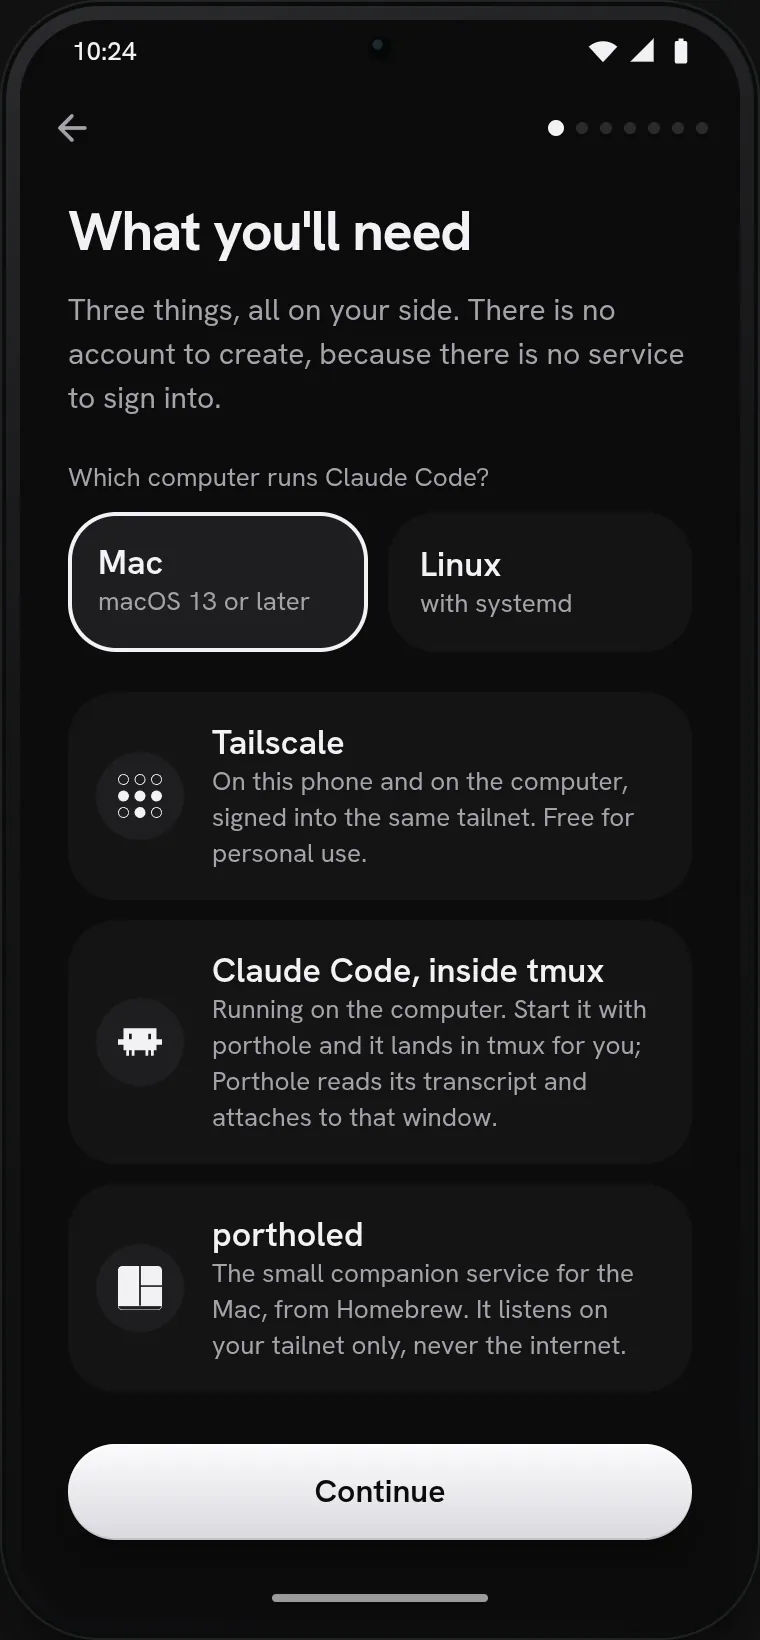 10:24
What you'll need
Three things, all on your side. There is no
account to create, because there is no service
to sign into.
Which computer runs Claude Code?
Mac
macOS 13 or later
Linux
with systemd
Tailscale
On this phone and on the computer,
signed into the same tailnet. Free for
personal use.
Claude Code, inside tmux
Running on the computer. Start it with
porthole and it lands in tmux for you;
Porthole reads its transcript and
attaches to that window.
portholed
The small companion service for the
Mac, from Homebrew. It listens on
your tailnet only, never the internet.
Continue